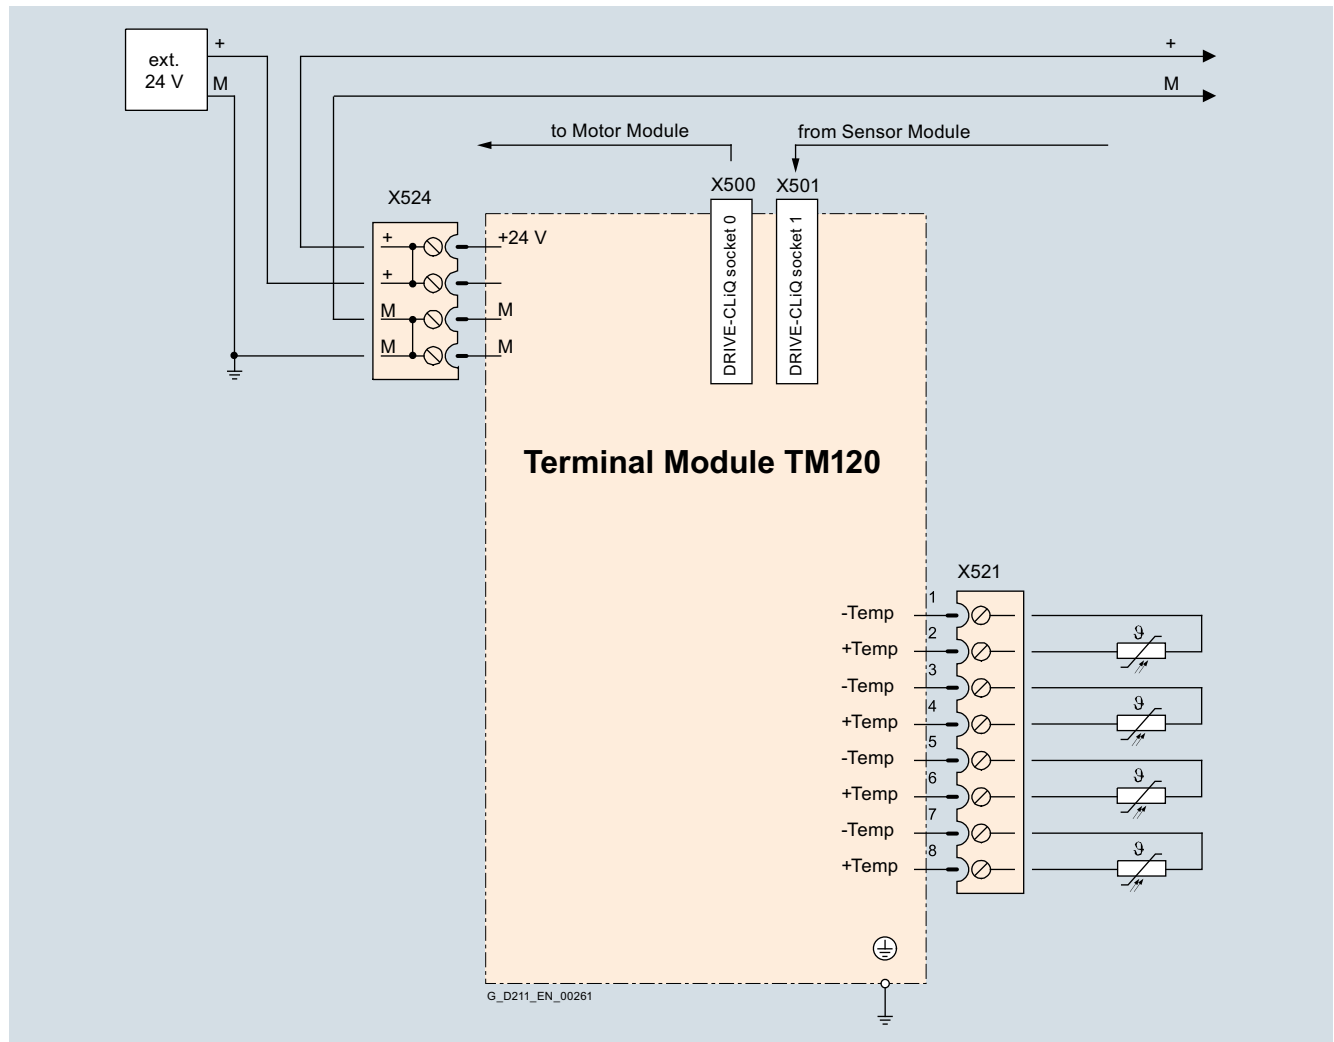 ext.
24 V
+
M
+
M
to Motor Module
from Sensor Module
X500
X501
X524
+
+
M
M
+24 V
M
M
DRIVE-CLiQ socket 0
DRIVE-CLiQ socket 1
Terminal Module TM120
X521
-Temp 1
+Temp 2
-Temp 3
+Temp 4
-Temp 5
+Temp 6
-Temp 7
+Temp 8
ϑ
ϑ
ϑ
ϑ
G_D211_EN_00261